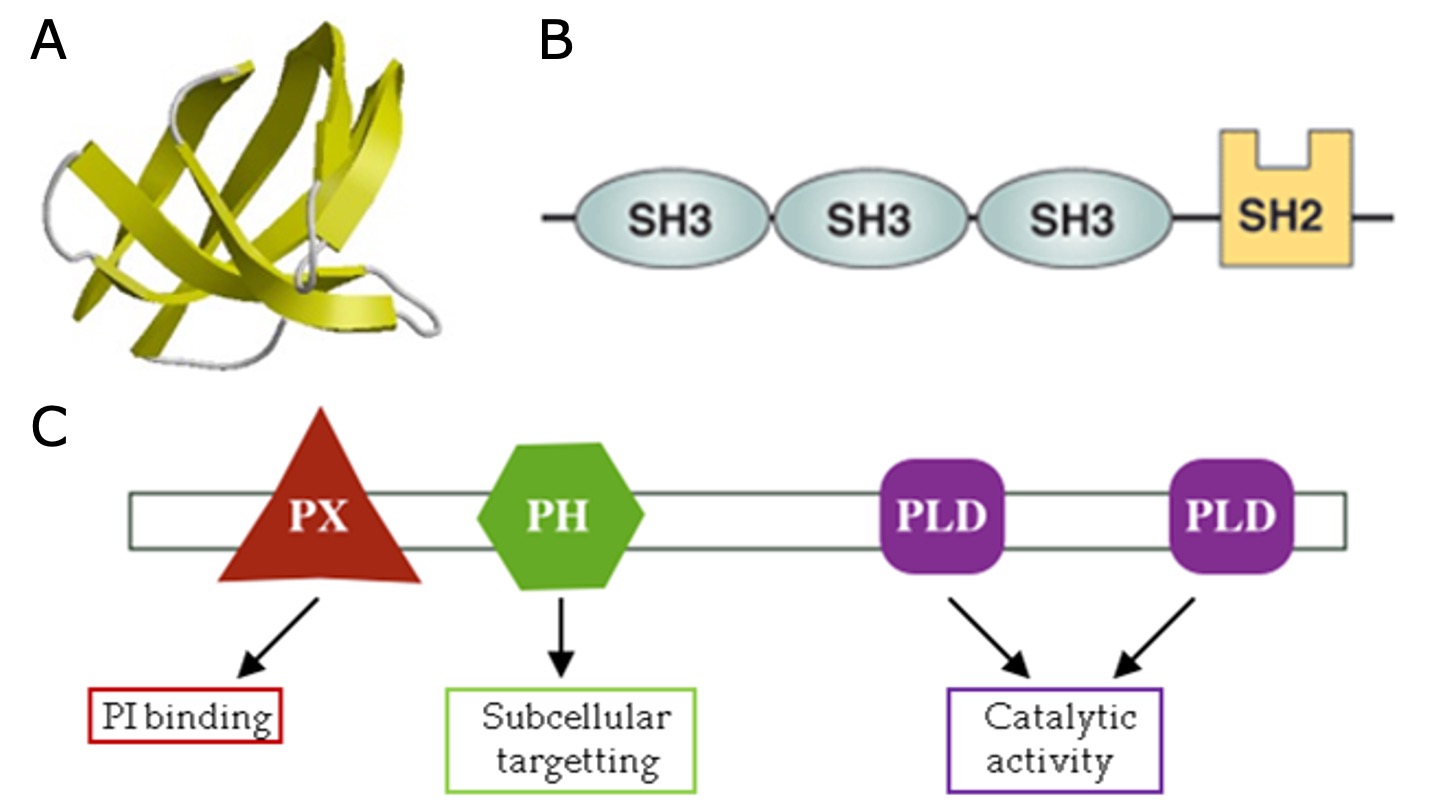 A
B
SH3
SH3
SH3
SH2
C
PX
PH
PLD
PLD
PI binding
Subcellular
targetting
Catalytic
activity